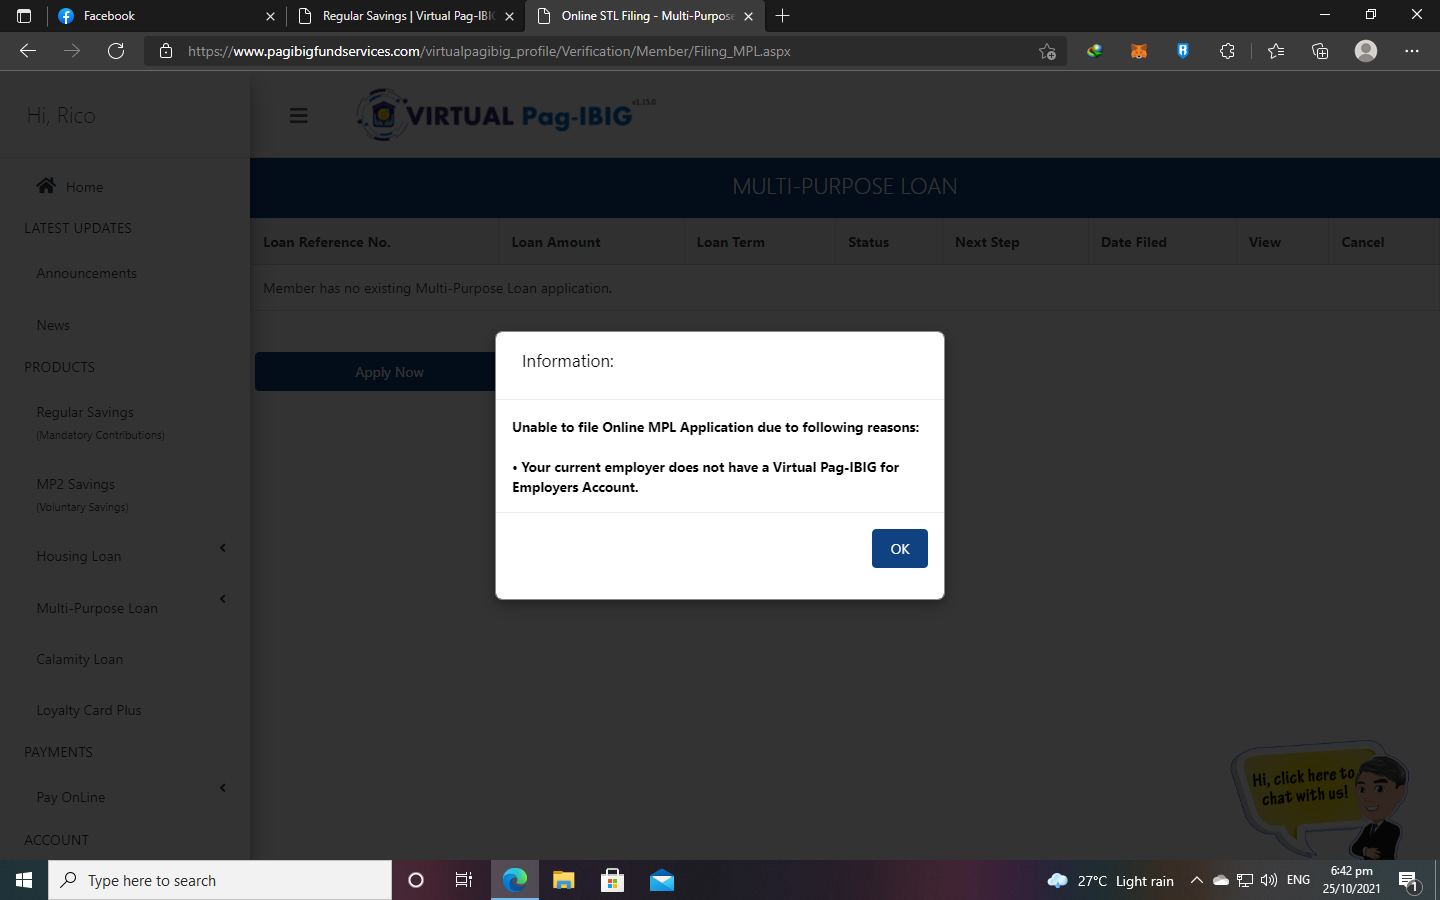 Facebook
Regular Savings | Virtual Pag-IBIG
Online STL Filing - Multi-Purpose
https://www.pagibigfundservices.com/virtualpagibig_profile/Verification/Member/Filing_MPL.aspx
Hi, Rico
VIRTUAL Pag-IBIG v1.15.0
Home
LATEST UPDATES
Announcements
News
PRODUCTS
Regular Savings
(Mandatory Contributions)
MP2 Savings
(Voluntary Savings)
Housing Loan
Multi-Purpose Loan
Calamity Loan
Loyalty Card Plus
PAYMENTS
Pay OnLine
ACCOUNT
MULTI-PURPOSE LOAN
Loan Reference No. Loan Amount Loan Term Status Next Step Date Filed View Cancel
Member has no existing Multi-Purpose Loan application.
Apply Now
Information:
Unable to file Online MPL Application due to following reasons:
• Your current employer does not have a Virtual Pag-IBIG for
Employers Account.
OK
Hi, click here to
chat with us!
Type here to search
27°C Light rain
ENG
6:42 pm
25/10/2021
1